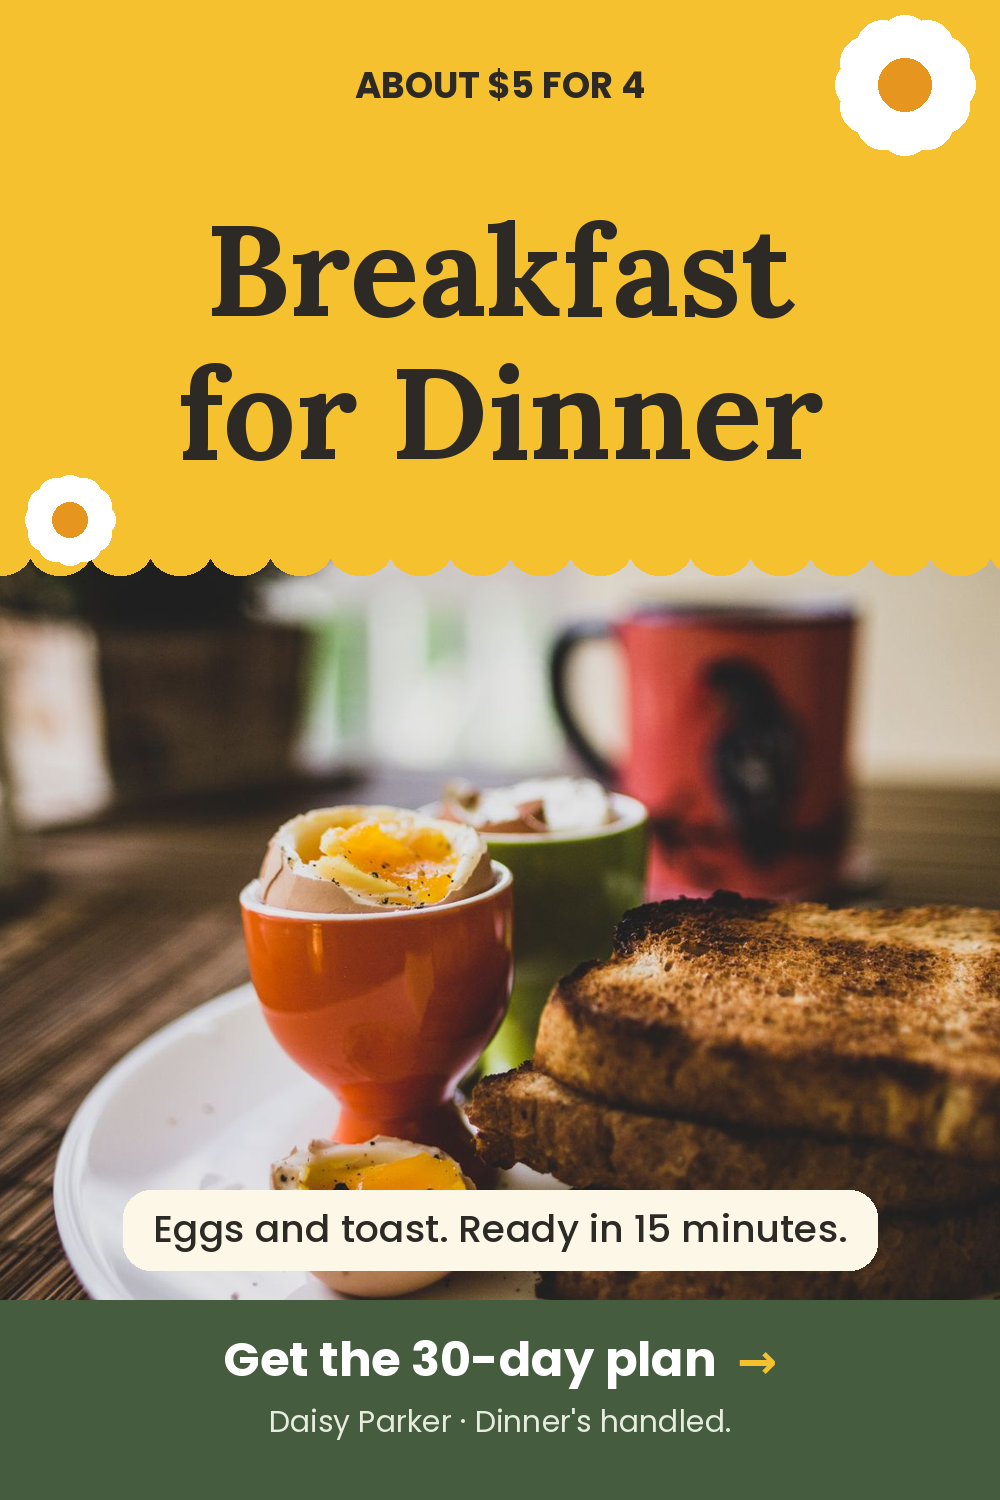 ABOUT $5 FOR 4
Breakfast
for Dinner
Eggs and toast. Ready in 15 minutes.
Get the 30-day plan →
Daisy Parker · Dinner's handled.